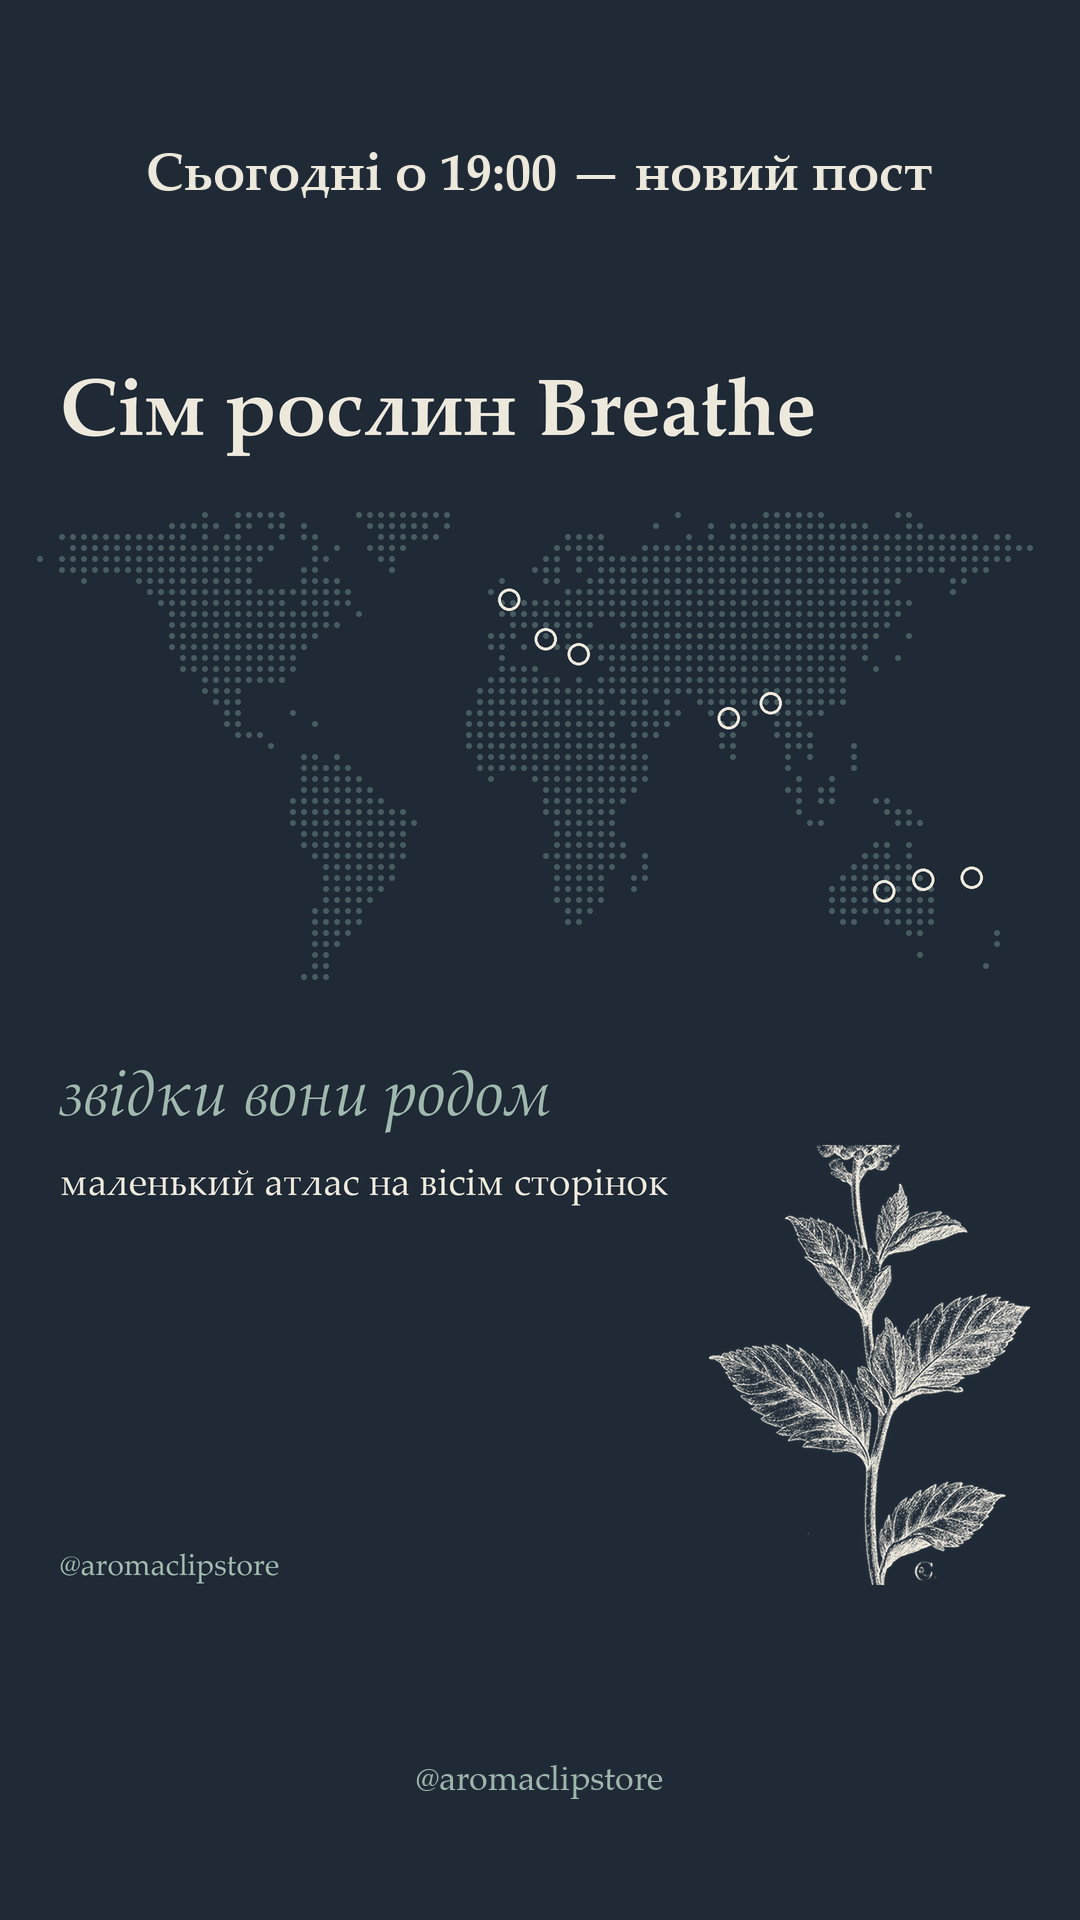 Сьогодні о 19:00 — новий пост
Сім рослин Breathe
звідки вони родом
маленький атлас на вісім сторінок
@aromaclipstore
@aromaclipstore